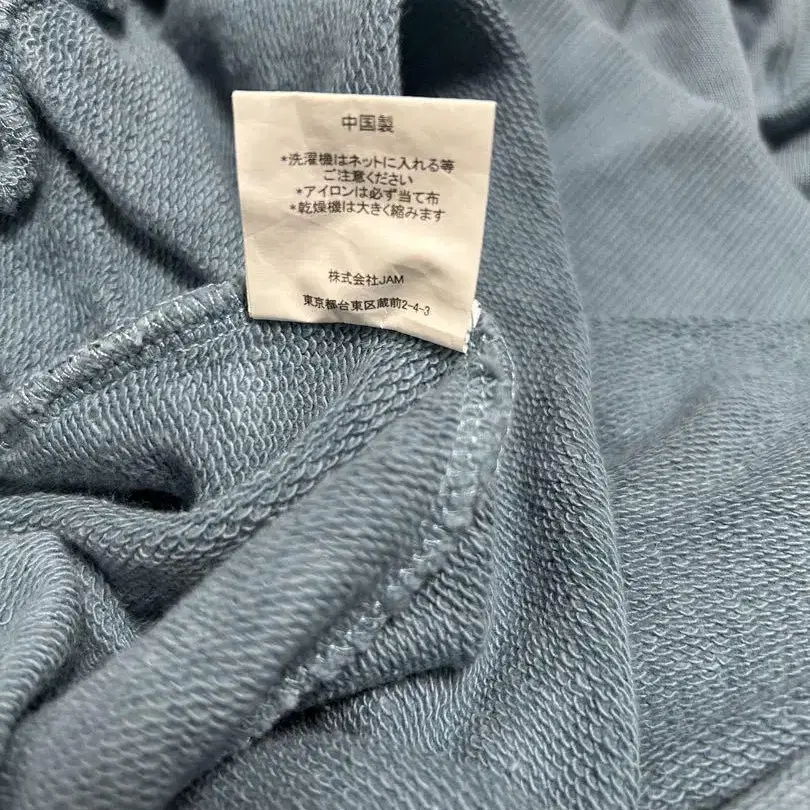 中国製
*洗濯機はネットに入れる等
ご注意ください
*アイロンは必ず当て布
*乾燥機は大きく縮みます
株式会社JAM
東京都台東区蔵前2-4-3